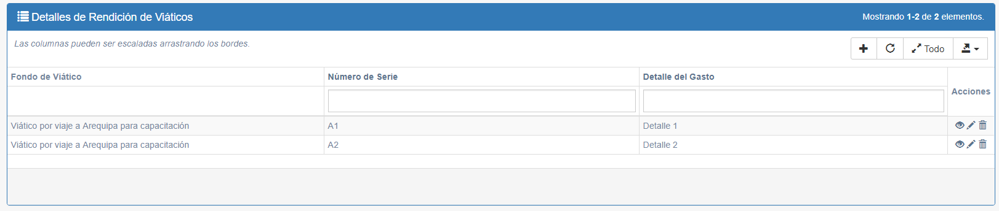 Detalles de Rendición de Viáticos
Mostrando 1-2 de 2 elementos.
Las columnas pueden ser escaladas arrastrando los bordes.
Todo
Fondo de Viático Número de Serie Detalle del Gasto Acciones
Viático por viaje a Arequipa para capacitación A1 Detalle 1
Viático por viaje a Arequipa para capacitación A2 Detalle 2